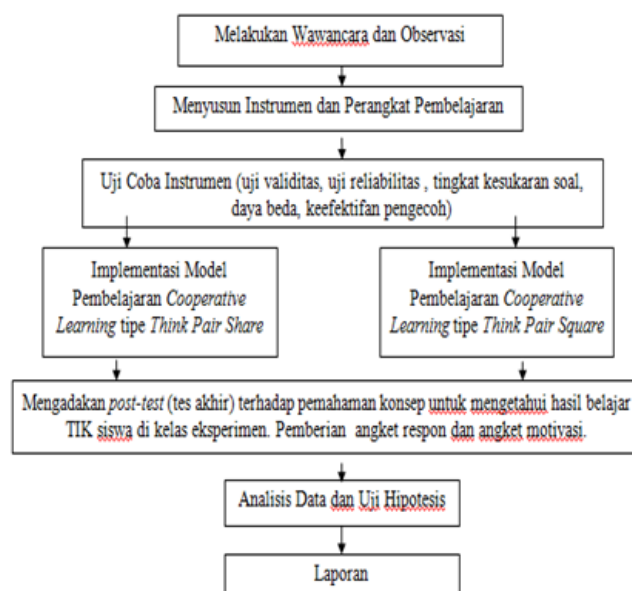 Melakukan Wawancara dan Observasi
Menyusun Instrumen dan Perangkat Pembelajaran
Uji Coba Instrumen (uji validitas, uji reliabilitas , tingkat kesukaran soal,
daya beda, keefektifan pengecoh)
Implementasi Model
Pembelajaran Cooperative
Learning tipe Think Pair Share
Implementasi Model
Pembelajaran Cooperative
Learning tipe Think Pair Square
Mengadakan post-test (tes akhir) terhadap pemahaman konsep untuk mengetahui hasil belajar
TIK siswa di kelas eksperimen. Pemberian angket respon dan angket motivasi.
Analisis Data dan Uji Hipotesis
Laporan